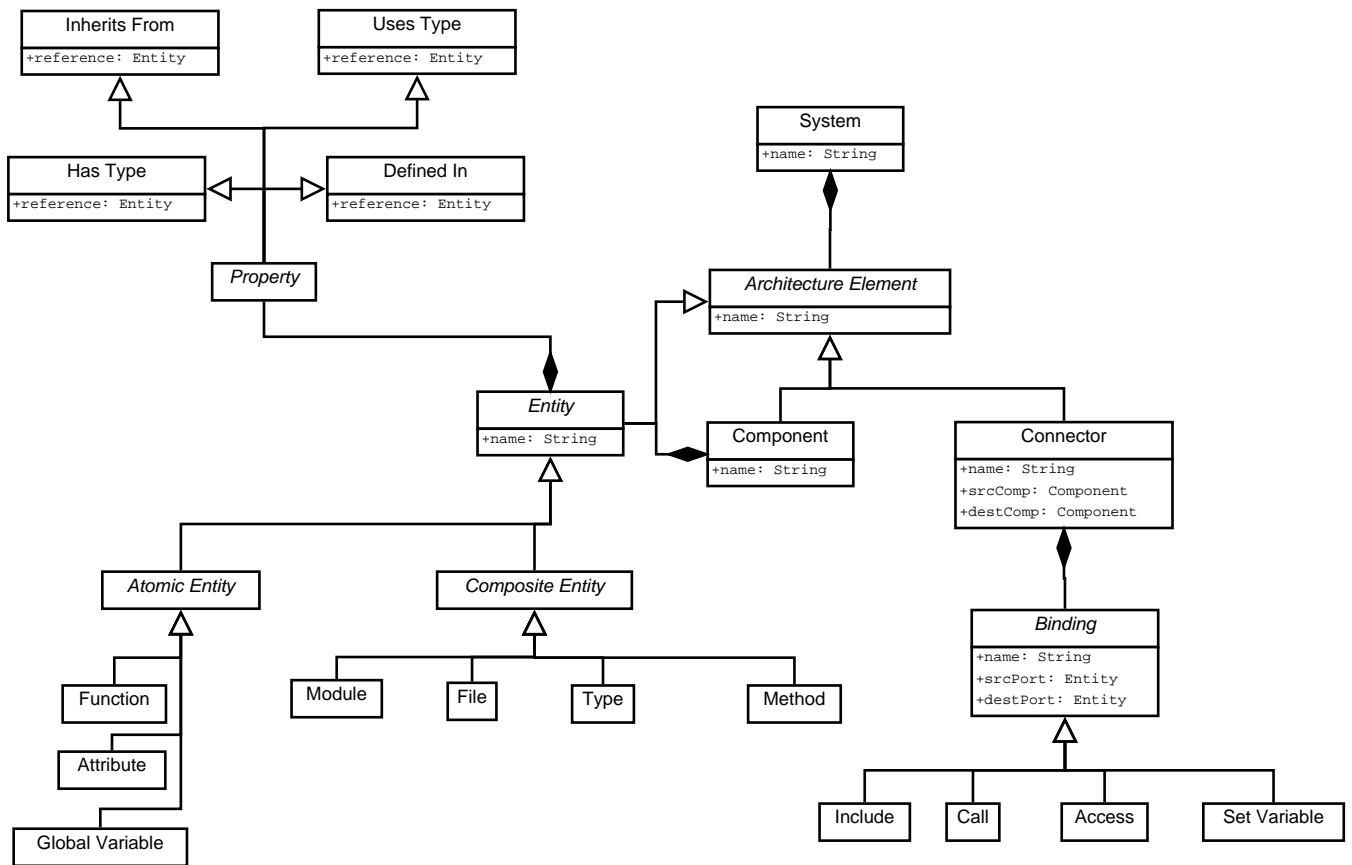 Inherits From
+reference: Entity
Uses Type
+reference: Entity
System
+name: String
Has Type
+reference: Entity
Defined In
+reference: Entity
Property
Architecture Element
+name: String
Entity
+name: String
Component
+name: String
Connector
+name: String
+srcComp: Component
+destComp: Component
Atomic Entity
Composite Entity
Binding
+name: String
+srcPort: Entity
+destPort: Entity
Function
Module
File
Type
Method
Attribute
Global Variable
Include
Call
Access
Set Variable